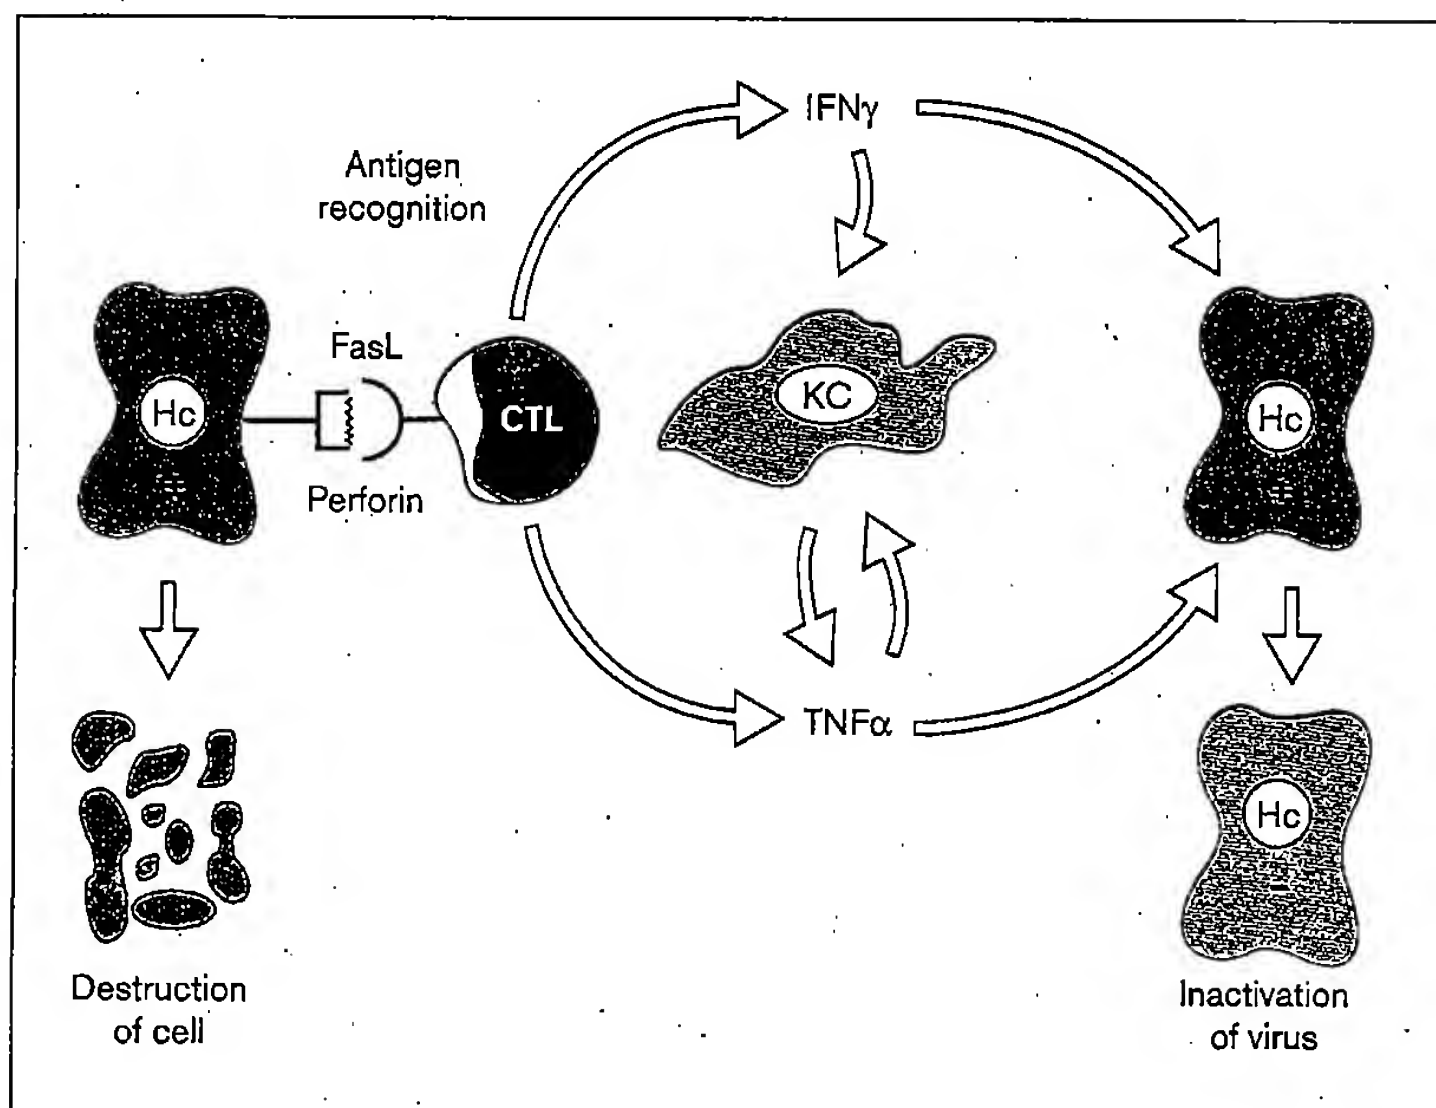 IFNγ
Antigen
recognition
FasL
Hc
CTL
KC
Hc
Perforin
TNFα
Hc
Destruction
of cell
Inactivation
of virus